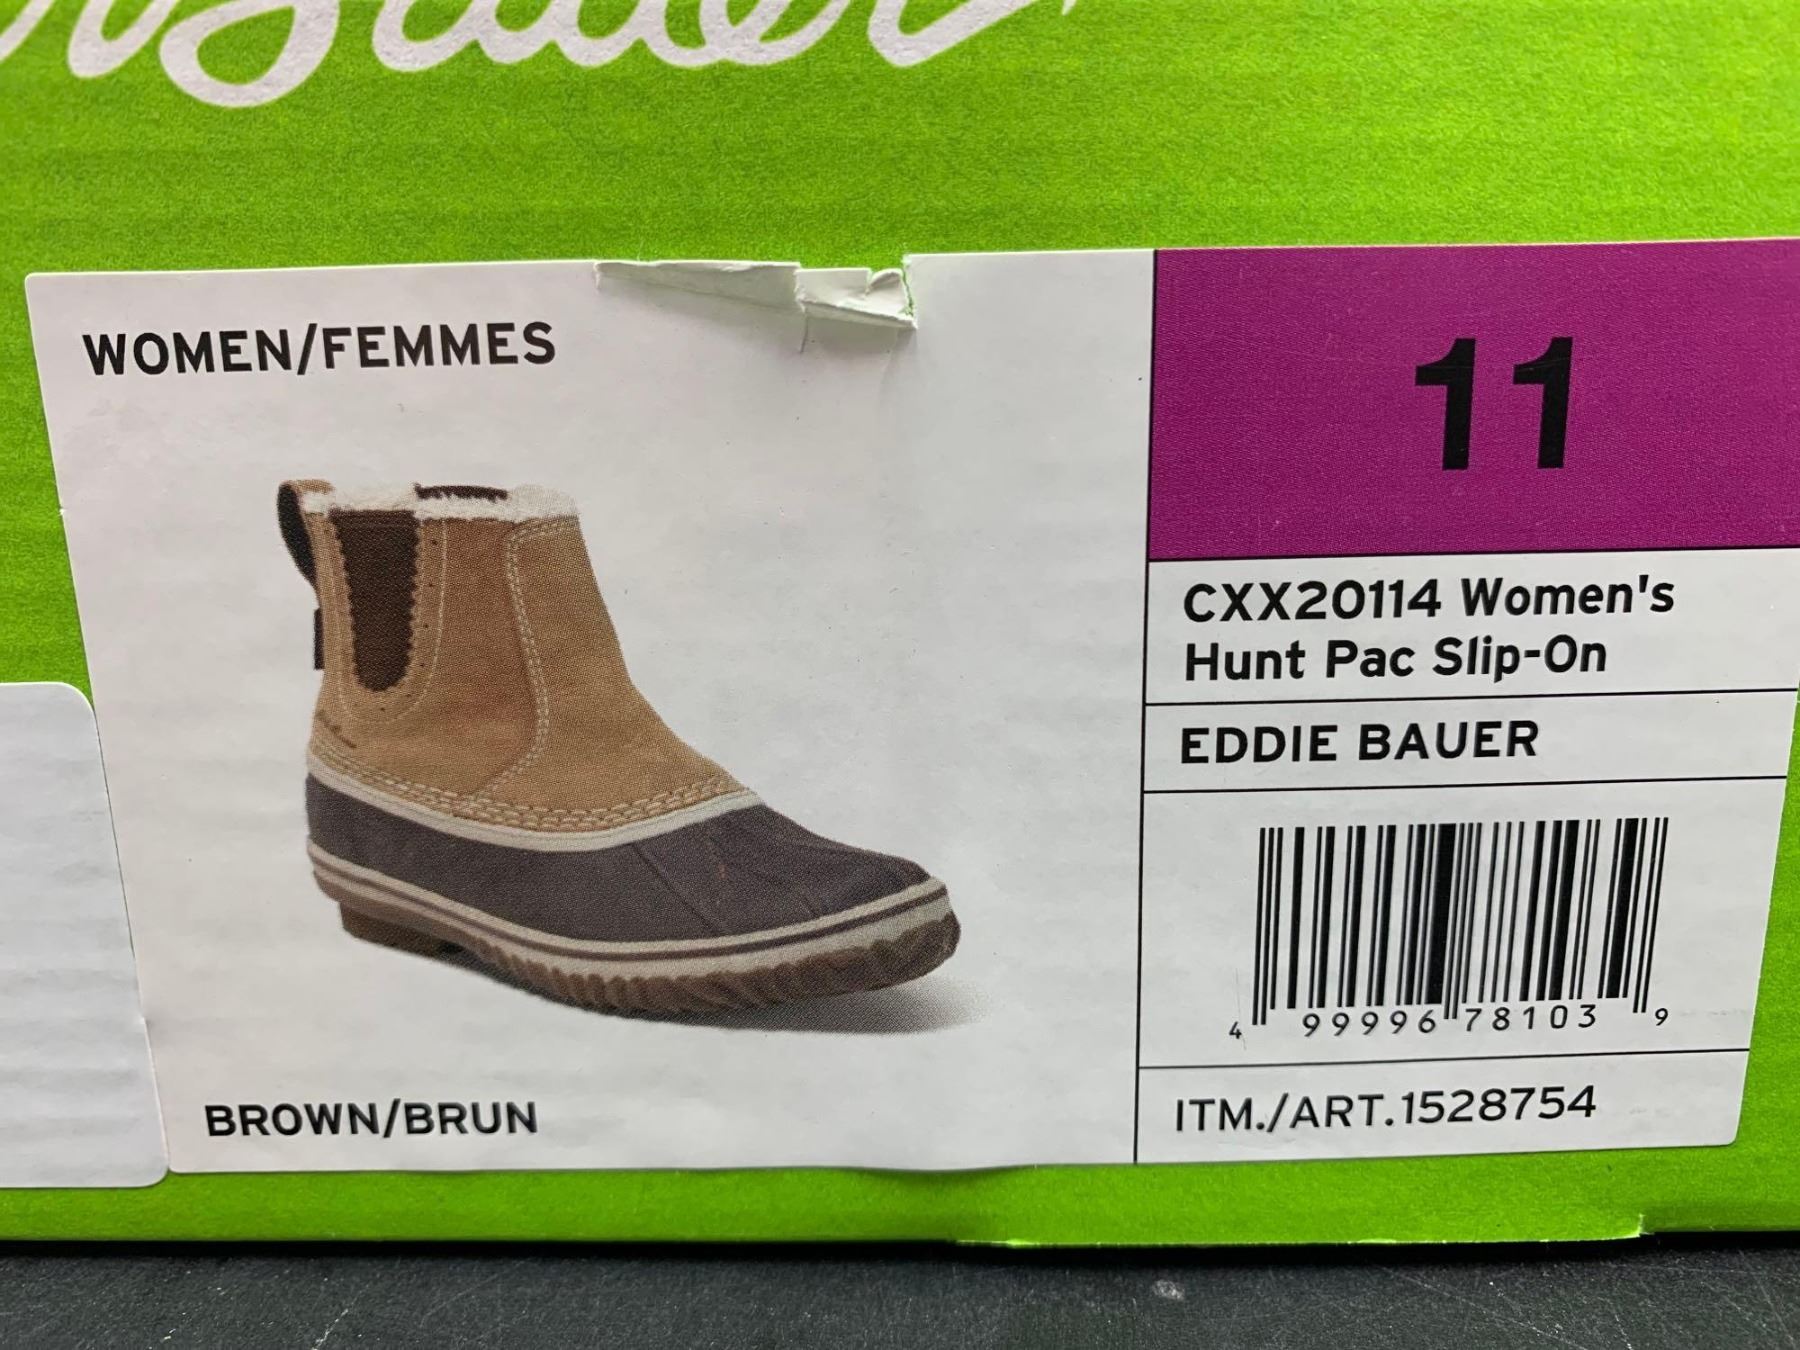 WOMEN/FEMMES
11
CXX20114 Women's
Hunt Pac Slip-On
EDDIE BAUER
4 99996 78103 9
BROWN/BRUN
ITM./ART.1528754